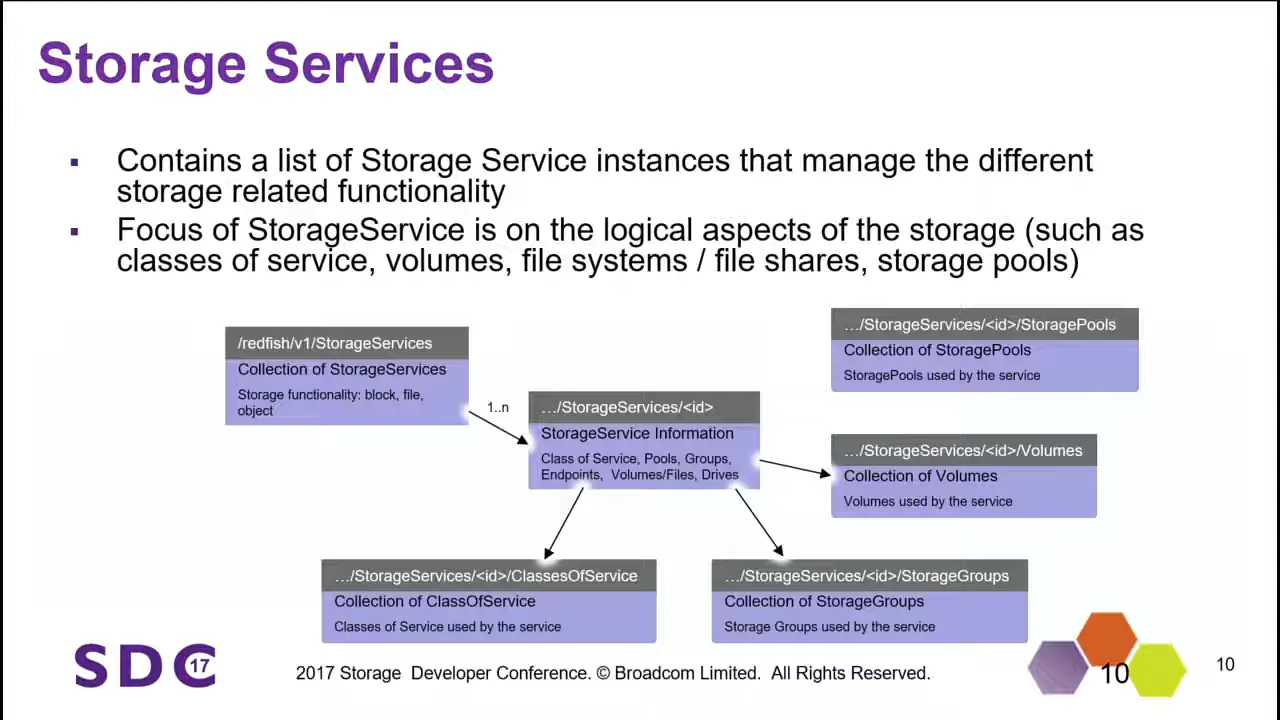 Storage Services
▪ Contains a list of Storage Service instances that manage the different
storage related functionality
▪ Focus of StorageService is on the logical aspects of the storage (such as
classes of service, volumes, file systems / file shares, storage pools)
/redfish/v1/StorageServices
Collection of StorageServices
Storage functionality: block, file,
object
1..n
…/StorageServices/<id>
StorageService Information
Class of Service, Pools, Groups,
Endpoints, Volumes/Files, Drives
…/StorageServices/<id>/StoragePools
Collection of StoragePools
StoragePools used by the service
…/StorageServices/<id>/Volumes
Collection of Volumes
Volumes used by the service
…/StorageServices/<id>/ClassesOfService
Collection of ClassOfService
Classes of Service used by the service
…/StorageServices/<id>/StorageGroups
Collection of StorageGroups
Storage Groups used by the service
SDC 17
2017 Storage Developer Conference. © Broadcom Limited. All Rights Reserved.
10
10